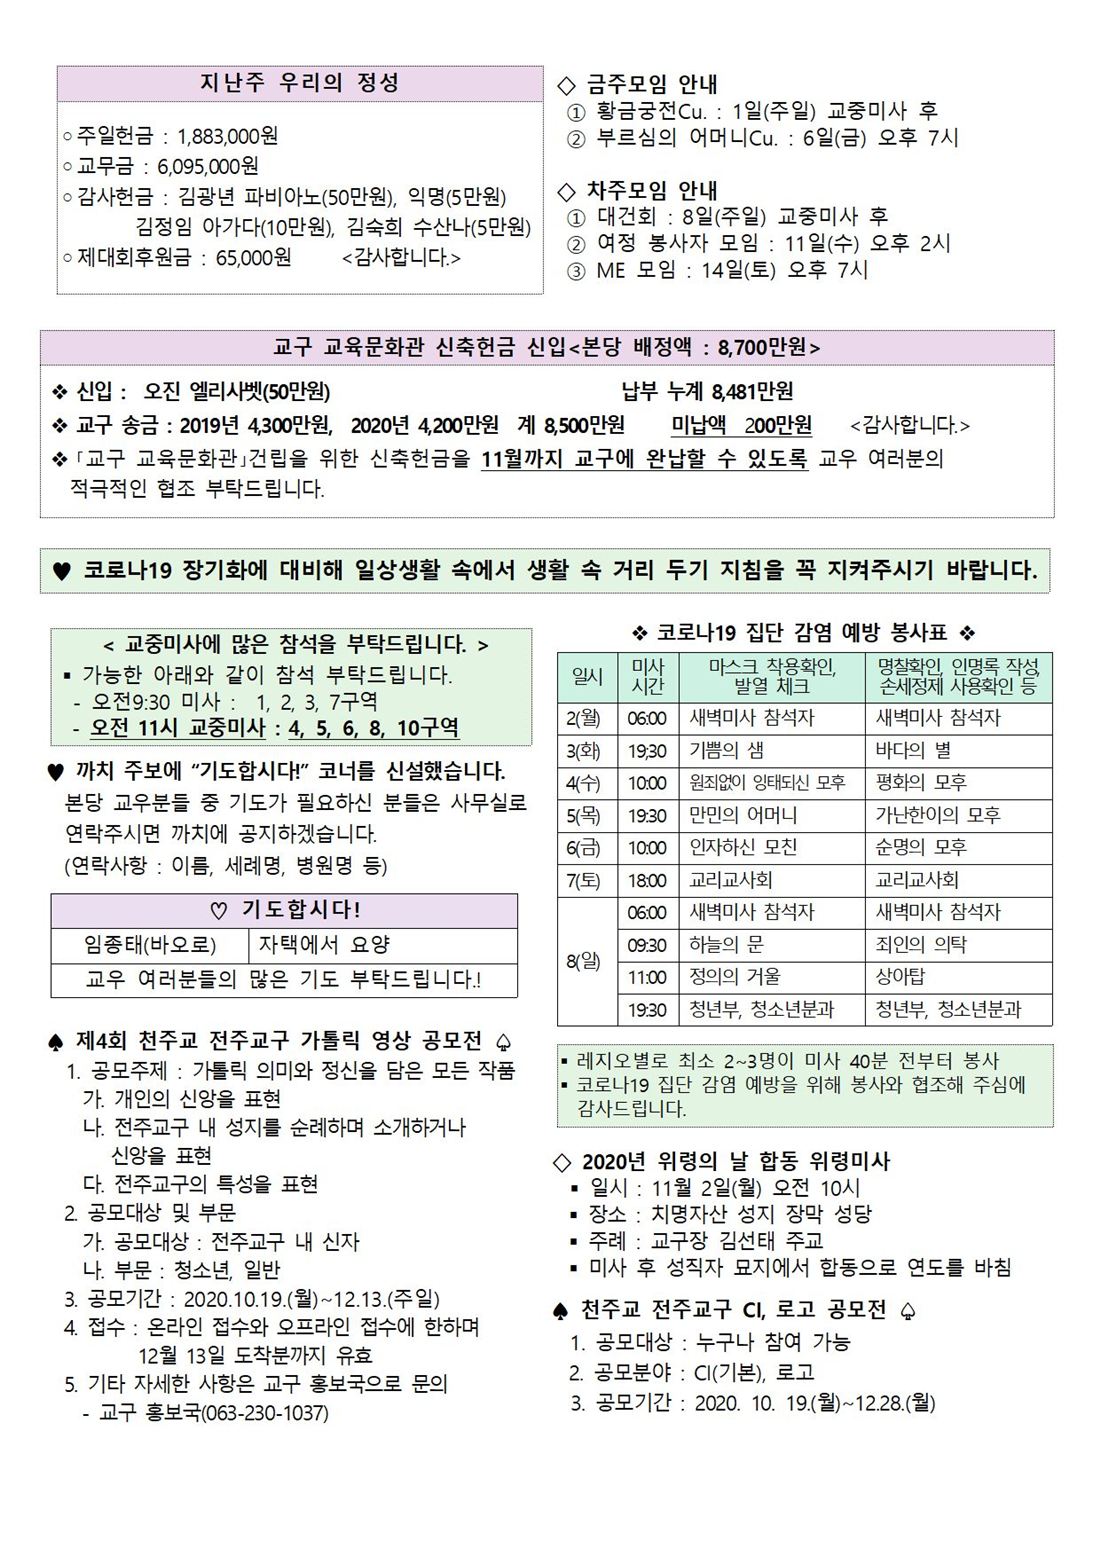 지난주 우리의 정성
○ 주일헌금 : 1,883,000원
○ 교무금 : 6,095,000원
○ 감사헌금 : 김광년 파비아노(50만원), 익명(5만원)
김정임 아가다(10만원), 김숙희 수산나(5만원)
○ 제대회후원금 : 65,000원 <감사합니다.>
◇ 금주모임 안내
① 황금궁전Cu. : 1일(주일) 교중미사 후
② 부르심의 어머니Cu. : 6일(금) 오후 7시
◇ 차주모임 안내
① 대건회 : 8일(주일) 교중미사 후
② 여정 봉사자 모임 : 11일(수) 오후 2시
③ ME 모임 : 14일(토) 오후 7시
교구 교육문화관 신축헌금 신입<본당 배정액 : 8,700만원>
❖ 신입 : 오진 엘리사벳(50만원) 납부 누계 8,481만원
❖ 교구 송금 : 2019년 4,300만원, 2020년 4,200만원 계 8,500만원 미납액 200만원 <감사합니다.>
❖ 「교구 교육문화관」건립을 위한 신축헌금을 11월까지 교구에 완납할 수 있도록 교우 여러분의
적극적인 협조 부탁드립니다.
♥ 코로나19 장기화에 대비해 일상생활 속에서 생활 속 거리 두기 지침을 꼭 지켜주시기 바랍니다.
< 교중미사에 많은 참석을 부탁드립니다. >
▪ 가능한 아래와 같이 참석 부탁드립니다.
- 오전9:30 미사 : 1, 2, 3, 7구역
- 오전 11시 교중미사 : 4, 5, 6, 8, 10구역
♥ 까치 주보에 “기도합시다!” 코너를 신설했습니다.
본당 교우분들 중 기도가 필요하신 분들은 사무실로
연락주시면 까치에 공지하겠습니다.
(연락사항 : 이름, 세례명, 병원명 등)
♡ 기도합시다!
임종태(바오로) 자택에서 요양
교우 여러분들의 많은 기도 부탁드립니다.!
♠ 제4회 천주교 전주교구 가톨릭 영상 공모전 ♤
1. 공모주제 : 가톨릭 의미와 정신을 담은 모든 작품
가. 개인의 신앙을 표현
나. 전주교구 내 성지를 순례하며 소개하거나
신앙을 표현
다. 전주교구의 특성을 표현
2. 공모대상 및 부문
가. 공모대상 : 전주교구 내 신자
나. 부문 : 청소년, 일반
3. 공모기간 : 2020.10.19.(월)~12.13.(주일)
4. 접수 : 온라인 접수와 오프라인 접수에 한하며
12월 13일 도착분까지 유효
5. 기타 자세한 사항은 교구 홍보국으로 문의
- 교구 홍보국(063-230-1037)
❖ 코로나19 집단 감염 예방 봉사표 ❖
일시 미사 시간 마스크 착용확인, 발열 체크 명찰확인, 인명록 작성, 손세정제 사용확인 등
2(월) 06:00 새벽미사 참석자 새벽미사 참석자
3(화) 19;30 기쁨의 샘 바다의 별
4(수) 10:00 원죄없이 잉태되신 모후 평화의 모후
5(목) 19:30 만민의 어머니 가난한이의 모후
6(금) 10:00 인자하신 모친 순명의 모후
7(토) 18:00 교리교사회 교리교사회
8(일) 06:00 새벽미사 참석자 새벽미사 참석자
09:30 하늘의 문 죄인의 의탁
11:00 정의의 거울 상아탑
19:30 청년부, 청소년분과 청년부, 청소년분과
▪ 레지오별로 최소 2~3명이 미사 40분 전부터 봉사
▪ 코로나19 집단 감염 예방을 위해 봉사와 협조해 주심에
감사드립니다.
◇ 2020년 위령의 날 합동 위령미사
▪ 일시 : 11월 2일(월) 오전 10시
▪ 장소 : 치명자산 성지 장막 성당
▪ 주례 : 교구장 김선태 주교
▪ 미사 후 성직자 묘지에서 합동으로 연도를 바침
♠ 천주교 전주교구 CI, 로고 공모전 ♤
1. 공모대상 : 누구나 참여 가능
2. 공모분야 : CI(기본), 로고
3. 공모기간 : 2020. 10. 19.(월)~12.28.(월)